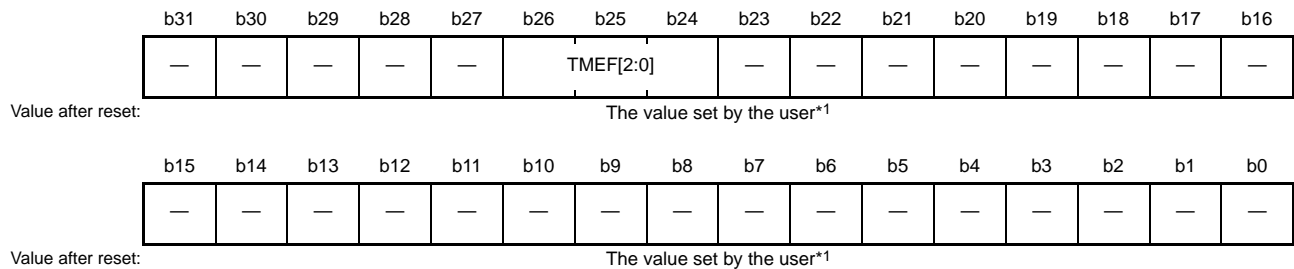 b31 b30 b29 b28 b27 b26 b25 b24 b23 b22 b21 b20 b19 b18 b17 b16
— — — — — TMEF[2:0] — — — — — — — —
Value after reset: The value set by the user*1
b15 b14 b13 b12 b11 b10 b9 b8 b7 b6 b5 b4 b3 b2 b1 b0
— — — — — — — — — — — — — — — —
Value after reset: The value set by the user*1